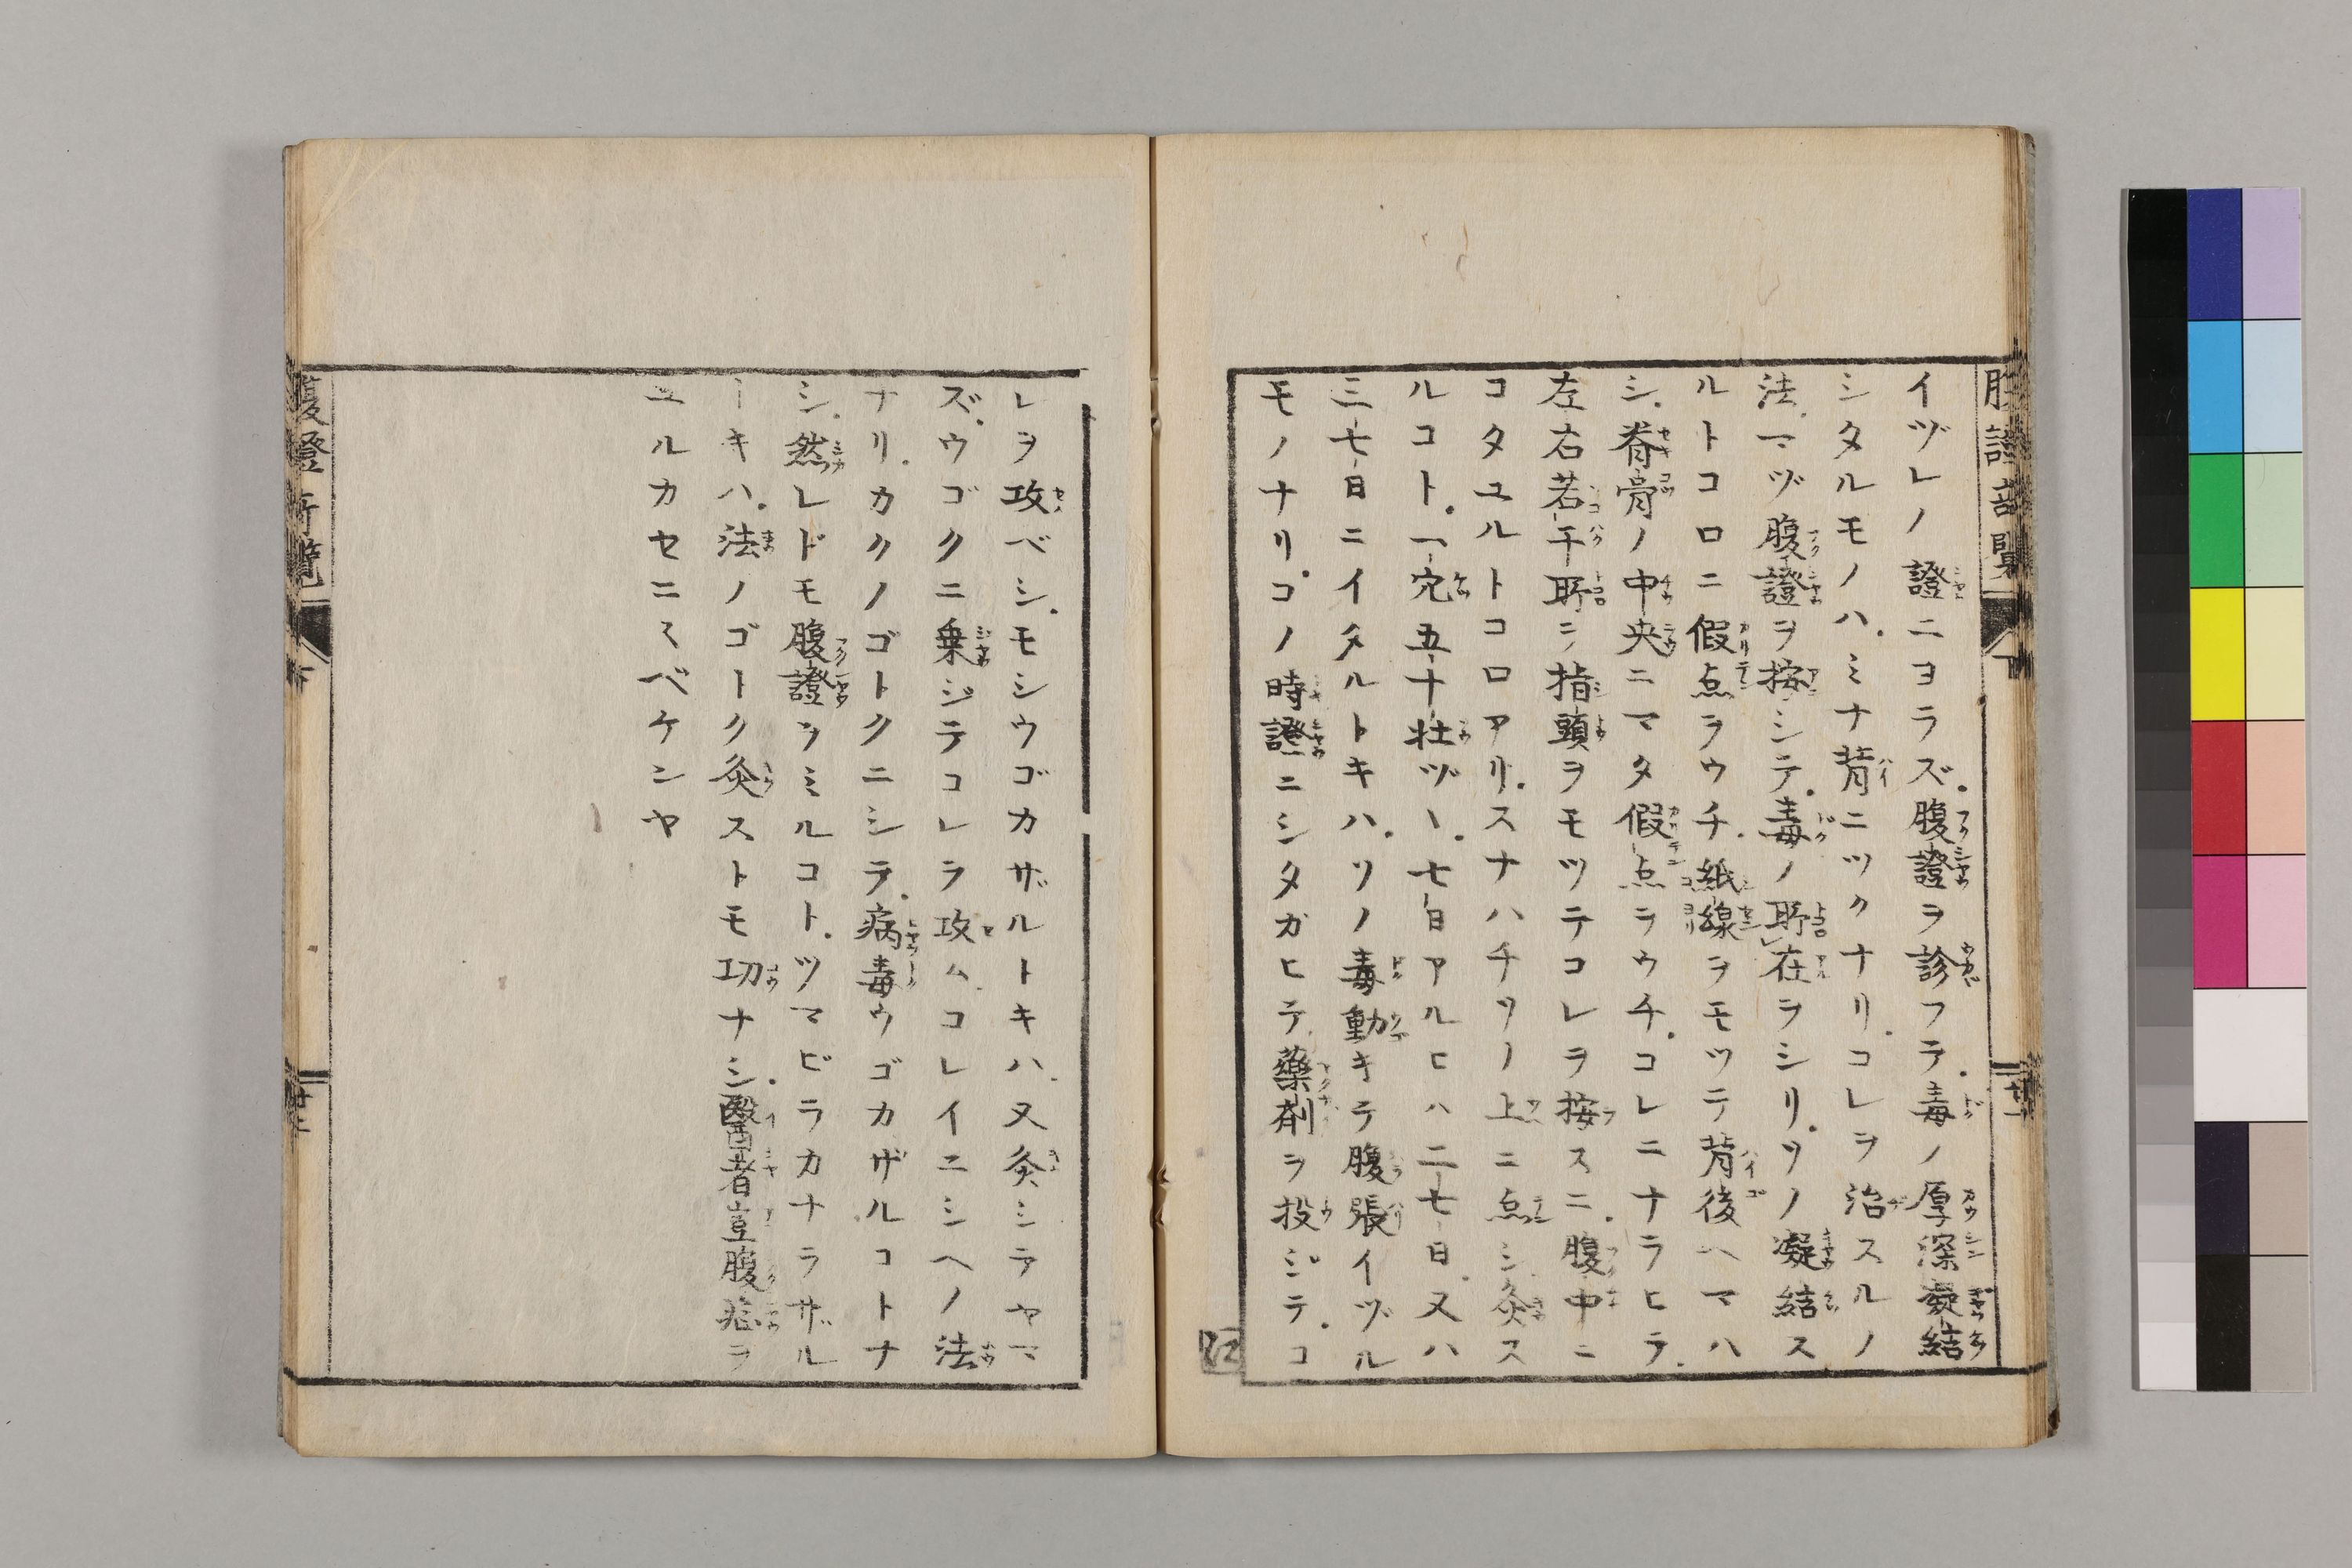 イヅレノ證ニヨラズ.腹證ヲ診フテ.毒ノ厚深凝結
シタルモノハ.ミナ背ニツクナリ.コレヲ治スルノ
法.マヅ腹證ヲ按シテ.毒ノ所在ヲシリ.ソノ凝結ス
ルトコロニ假点ヲウチ.紙線ヲモツテ背後ヘマハ
シ.脊骨ノ中央ニマタ假点ヲウチ.コレニナラヒテ.
左右若干所ニ指頭ヲモツテコレヲ按スニ.腹中ニ
コタユルトコロアリ.スナハチソノ上ニ点シ灸ス
ルコト.一穴五十壮ヅヽ.七日アルヒハ二七日.又ハ
三七日ニイタルトキハ.ソノ毒動キテ腹張イヅル
モノナリ.コノ時證ニシタガヒテ.藥剤ヲ投ジテ.コ
レヲ攻ベシ.モシウゴカザルトキハ.又灸シテヤマ
ズ.ウゴクニ乗ジテコレヲ攻ム.コレイニシヘノ法
ナリ.カクノゴトクニシテ.病毒ウゴカザルコトナ
シ.然レドモ腹證ヲミルコト.ツマビラカナラザル
トキハ.法ノゴトク灸ストモ功ナシ.醫者豈腹症ヲ
ユルカセニスベケンヤ